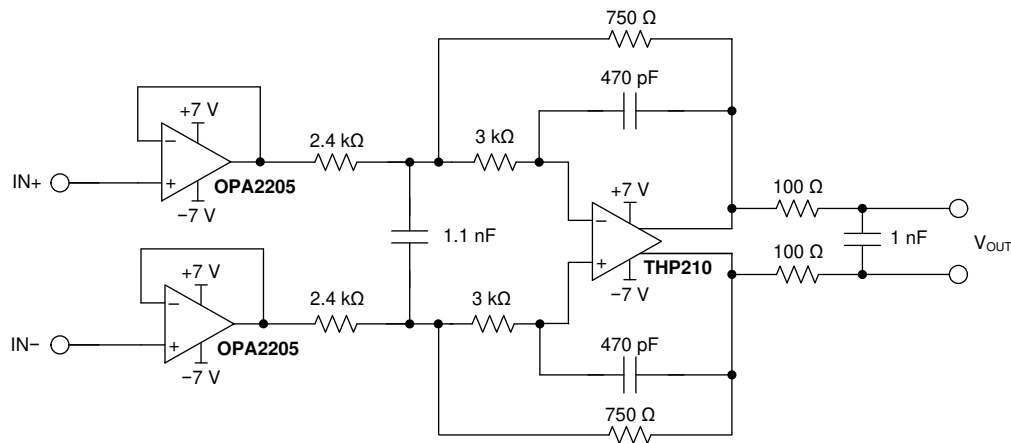 750 Ω
470 pF
+7 V
2.4 kΩ
3 kΩ
−
+
IN+
OPA2205
−7 V
100 Ω
+7 V
−
1.1 nF
1 nF
VOUT
+
THP210
100 Ω
−7 V
+7 V
2.4 kΩ
3 kΩ
−
+
IN−
OPA2205
−7 V
470 pF
750 Ω